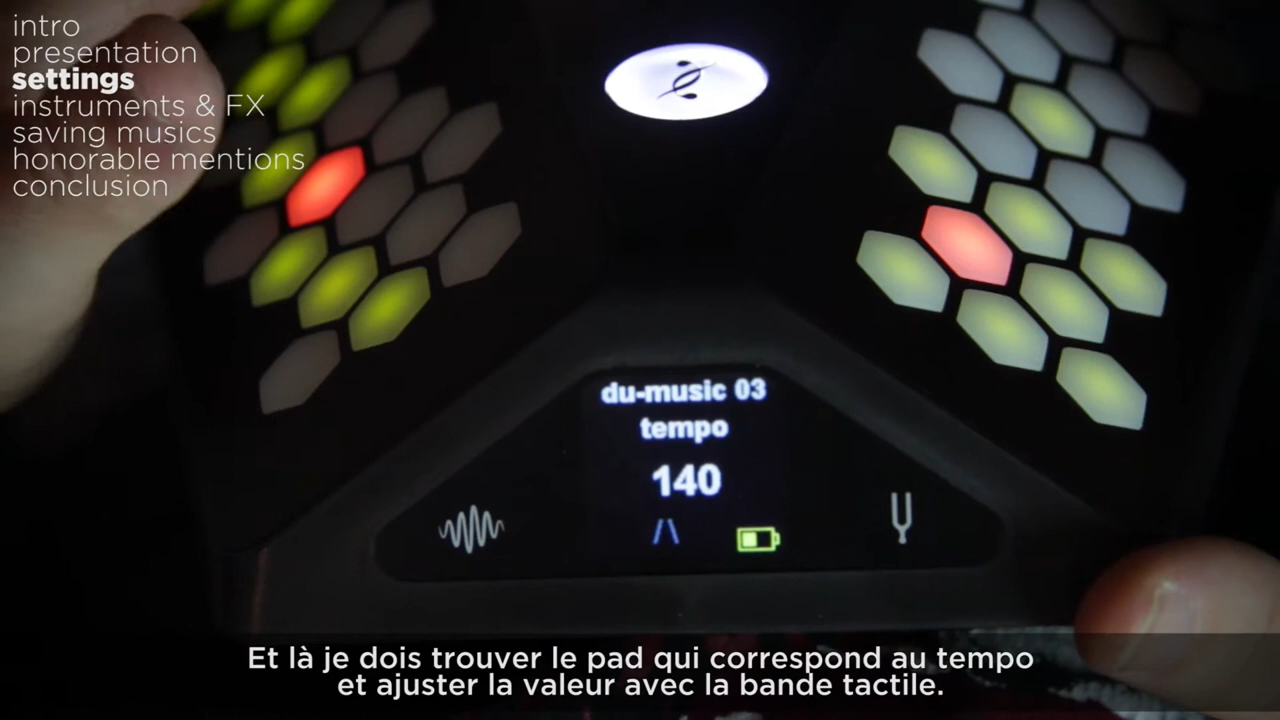 intro
presentation
settings
instruments & FX
saving musics
honorable mentions
conclusion
du-music 03
tempo
140
Et là je dois trouver le pad qui correspond au tempo
et ajuster la valeur avec la bande tactile.